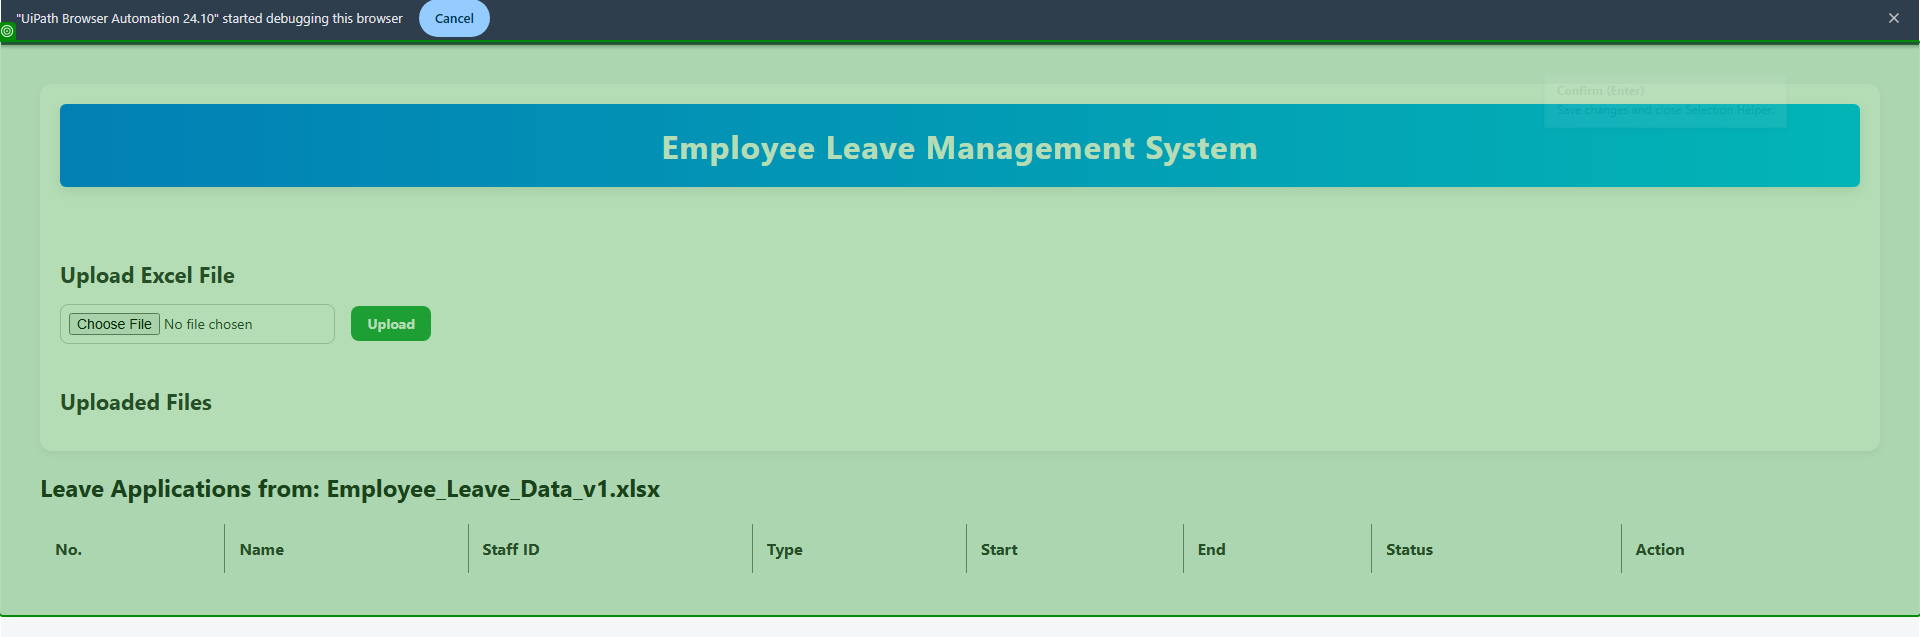 "UiPath Browser Automation 24.10" started debugging this browser Cancel
Confirm (Enter)
Save changes and close Selection Helper.
Employee Leave Management System
Upload Excel File
Choose File No file chosen Upload
Uploaded Files
Leave Applications from: Employee_Leave_Data_v1.xlsx
No. Name Staff ID Type Start End Status Action